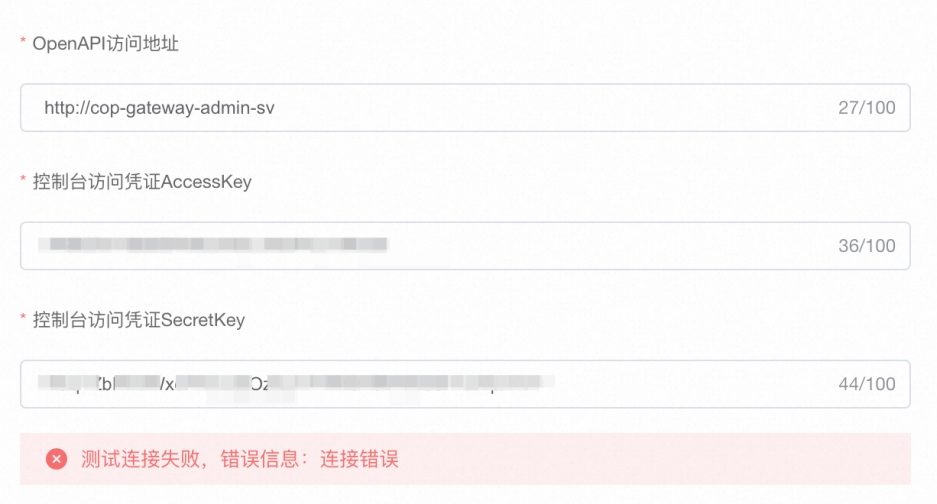 * OpenAPI访问地址
http://cop-gateway-admin-sv 27/100
* 控制台访问凭证AccessKey
36/100
* 控制台访问凭证SecretKey
44/100
测试连接失败，错误信息：连接错误